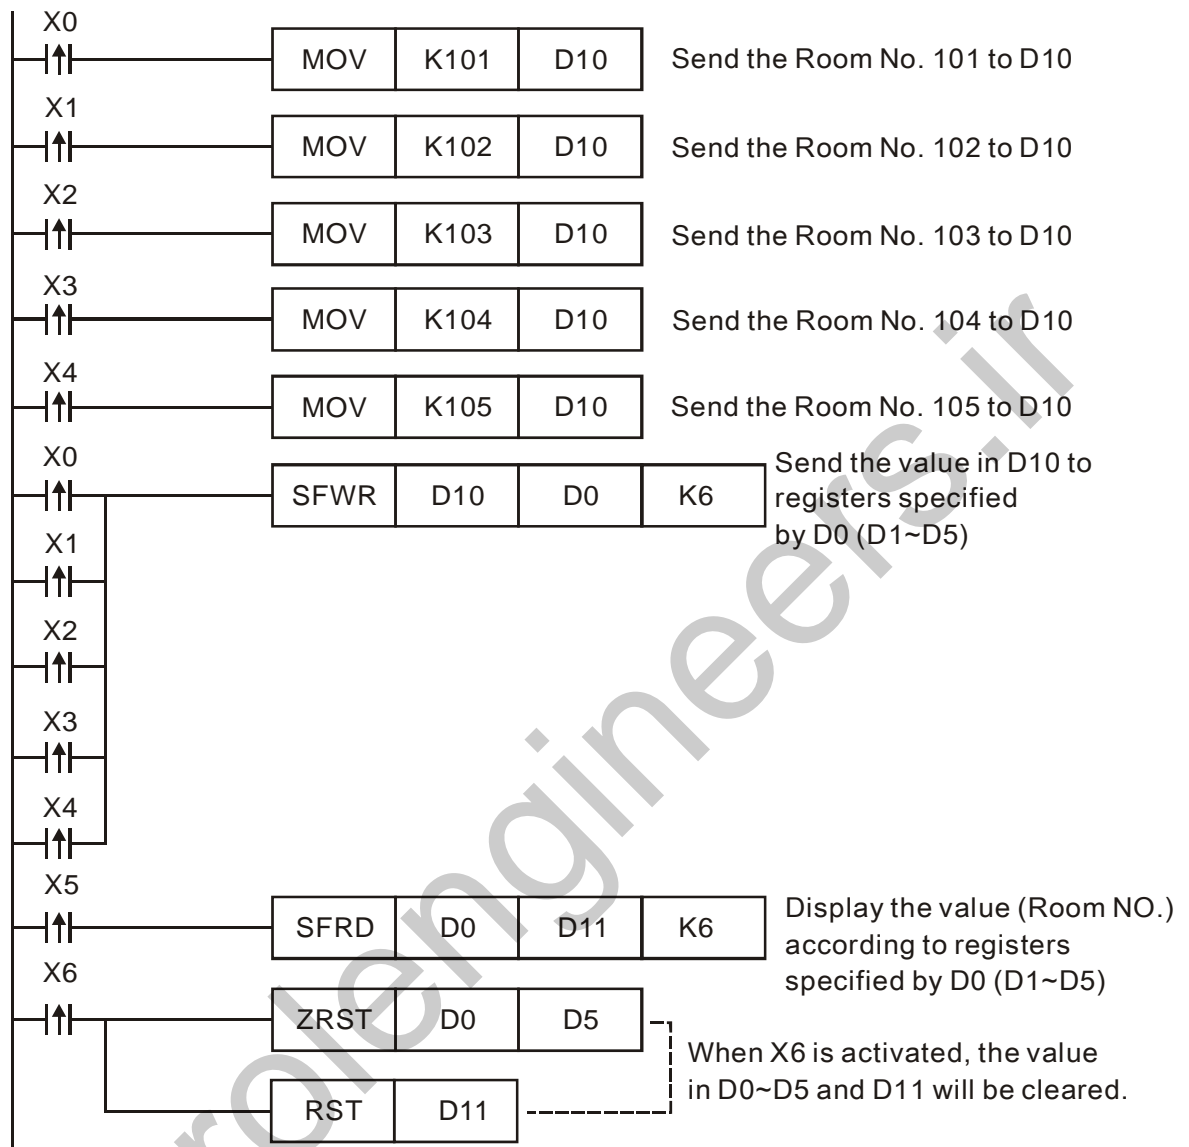 X0
MOV K101 D10 Send the Room No. 101 to D10
X1
MOV K102 D10 Send the Room No. 102 to D10
X2
MOV K103 D10 Send the Room No. 103 to D10
X3
MOV K104 D10 Send the Room No. 104 to D10
X4
MOV K105 D10 Send the Room No. 105 to D10
X0
SFWR D10 D0 K6
Send the value in D10 to
registers specified
by D0 (D1~D5)
X1
X2
X3
X4
X5
SFRD D0 D11 K6
Display the value (Room NO.)
according to registers
specified by D0 (D1~D5)
X6
ZRST D0 D5
When X6 is activated, the value
in D0~D5 and D11 will be cleared.
RST D11
rolengineers.ir